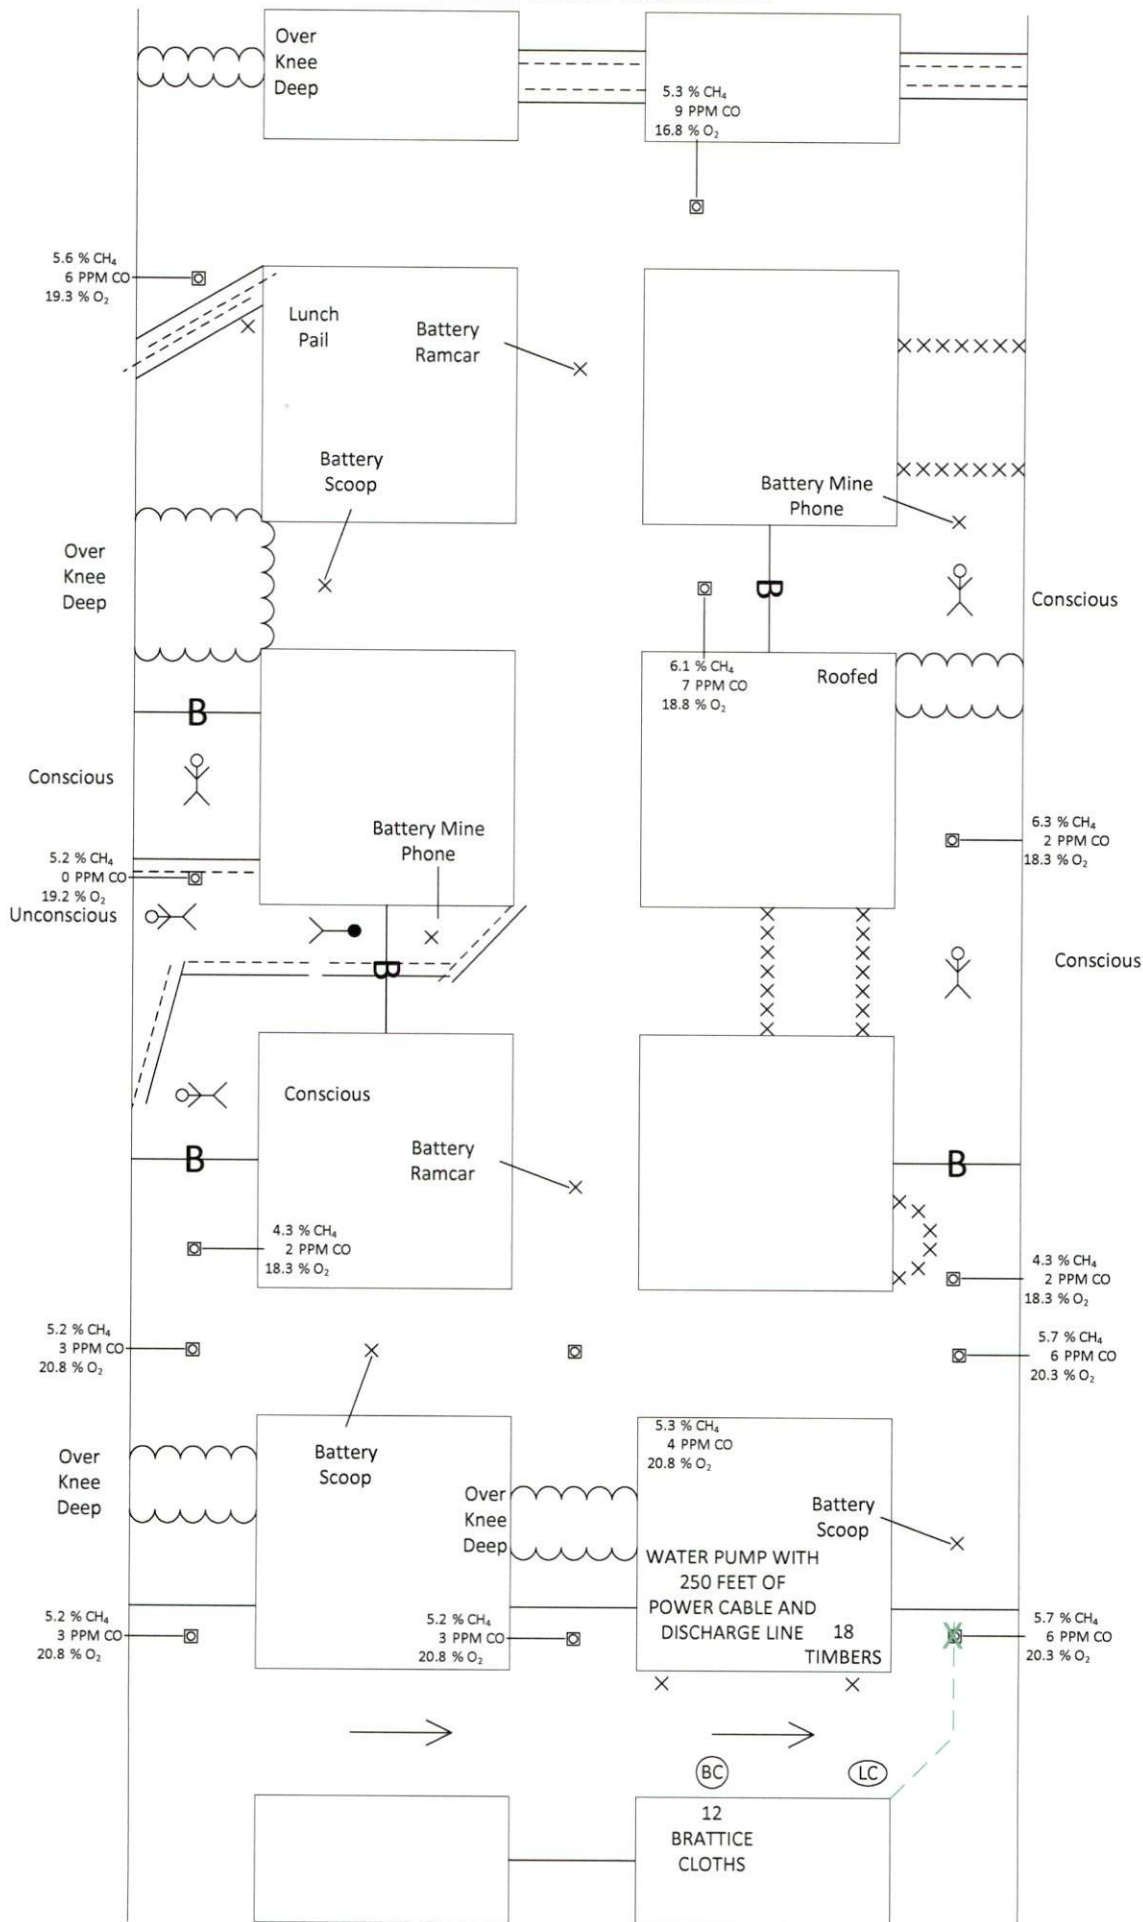 Over
Knee
Deep
5.3 % CH₄
9 PPM CO
16.8 % O₂
5.6 % CH₄
6 PPM CO
19.3 % O₂
Lunch
Pail
Battery
Ramcar
Battery
Scoop
Battery Mine
Phone
Over
Knee
Deep
B
Conscious
6.1 % CH₄
7 PPM CO
18.8 % O₂
Roofed
B
Conscious
Battery Mine
Phone
6.3 % CH₄
2 PPM CO
18.3 % O₂
5.2 % CH₄
0 PPM CO
19.2 % O₂
Unconscious
B
Conscious
Conscious
Battery
Ramcar
B
B
4.3 % CH₄
2 PPM CO
18.3 % O₂
4.3 % CH₄
2 PPM CO
18.3 % O₂
5.2 % CH₄
3 PPM CO
20.8 % O₂
5.7 % CH₄
6 PPM CO
20.3 % O₂
Over
Knee
Deep
Battery
Scoop
Over
Knee
Deep
5.3 % CH₄
4 PPM CO
20.8 % O₂
Battery
Scoop
WATER PUMP WITH
250 FEET OF
POWER CABLE AND
DISCHARGE LINE
18
TIMBERS
5.2 % CH₄
3 PPM CO
20.8 % O₂
5.2 % CH₄
3 PPM CO
20.8 % O₂
5.7 % CH₄
6 PPM CO
20.3 % O₂
BC
LC
12
BRATTICE
CLOTHS